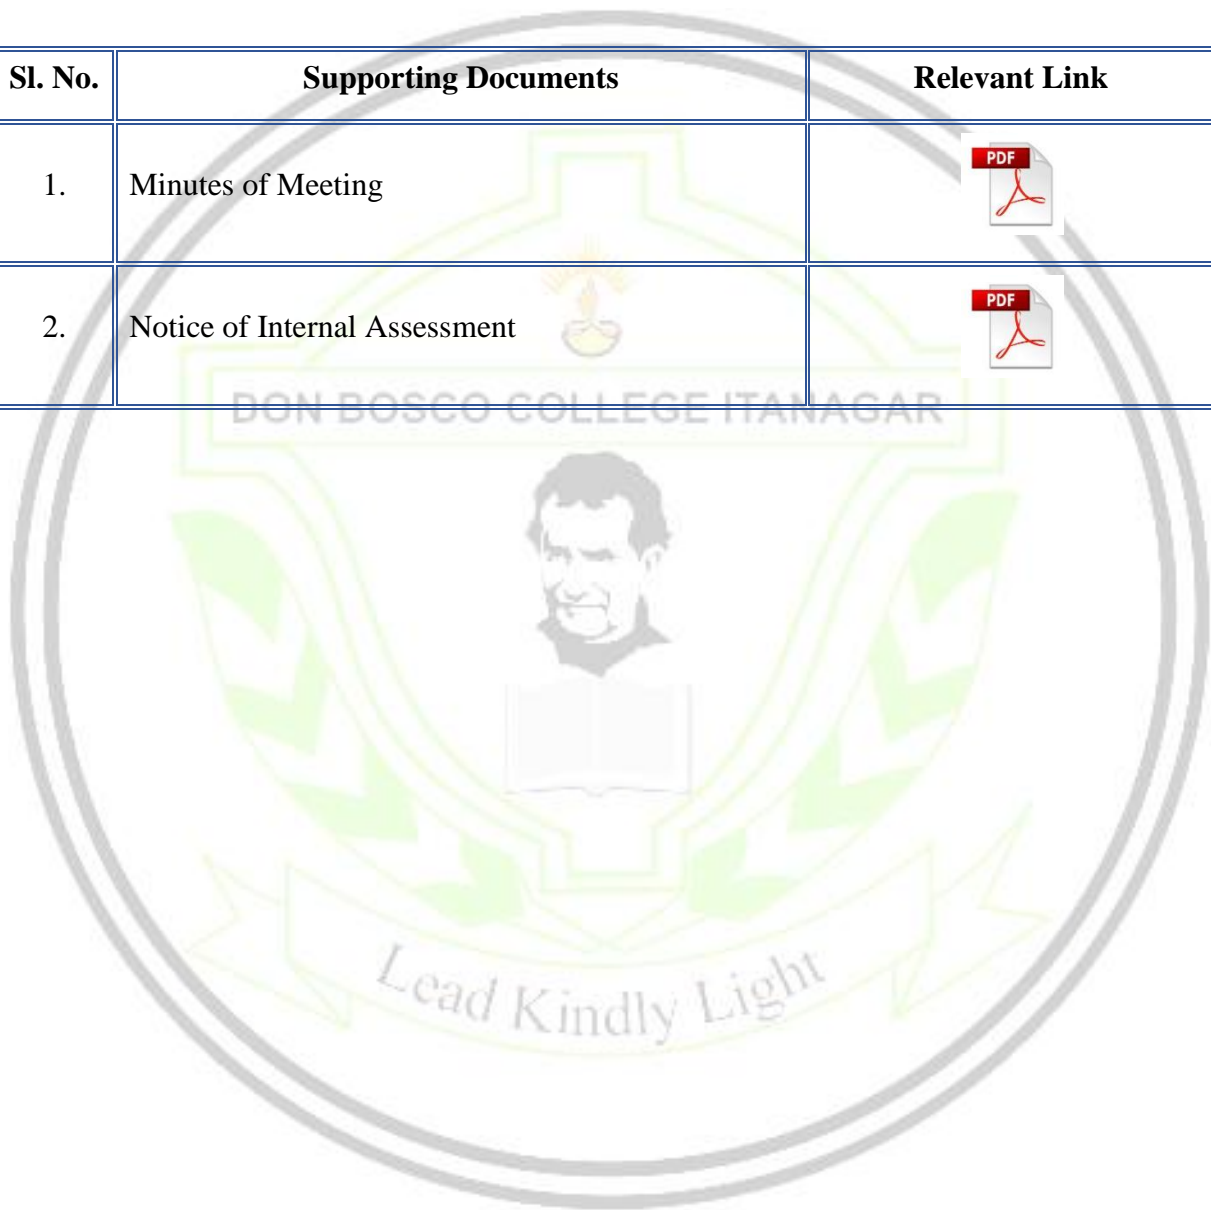 Sl. No. Supporting Documents Relevant Link
1. Minutes of Meeting PDF
2. Notice of Internal Assessment PDF
DON BOSCO COLLEGE ITANAGAR
Lead Kindly Light